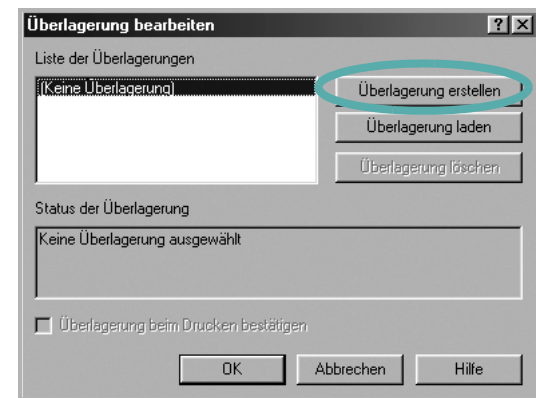 Überlagerung bearbeiten
Liste der Überlagerungen
(Keine Überlagerung)
Überlagerung erstellen
Überlagerung laden
Überlagerung löschen
Status der Überlagerung
Keine Überlagerung ausgewählt
Überlagerung beim Drucken bestätigen
OK Abbrechen Hilfe